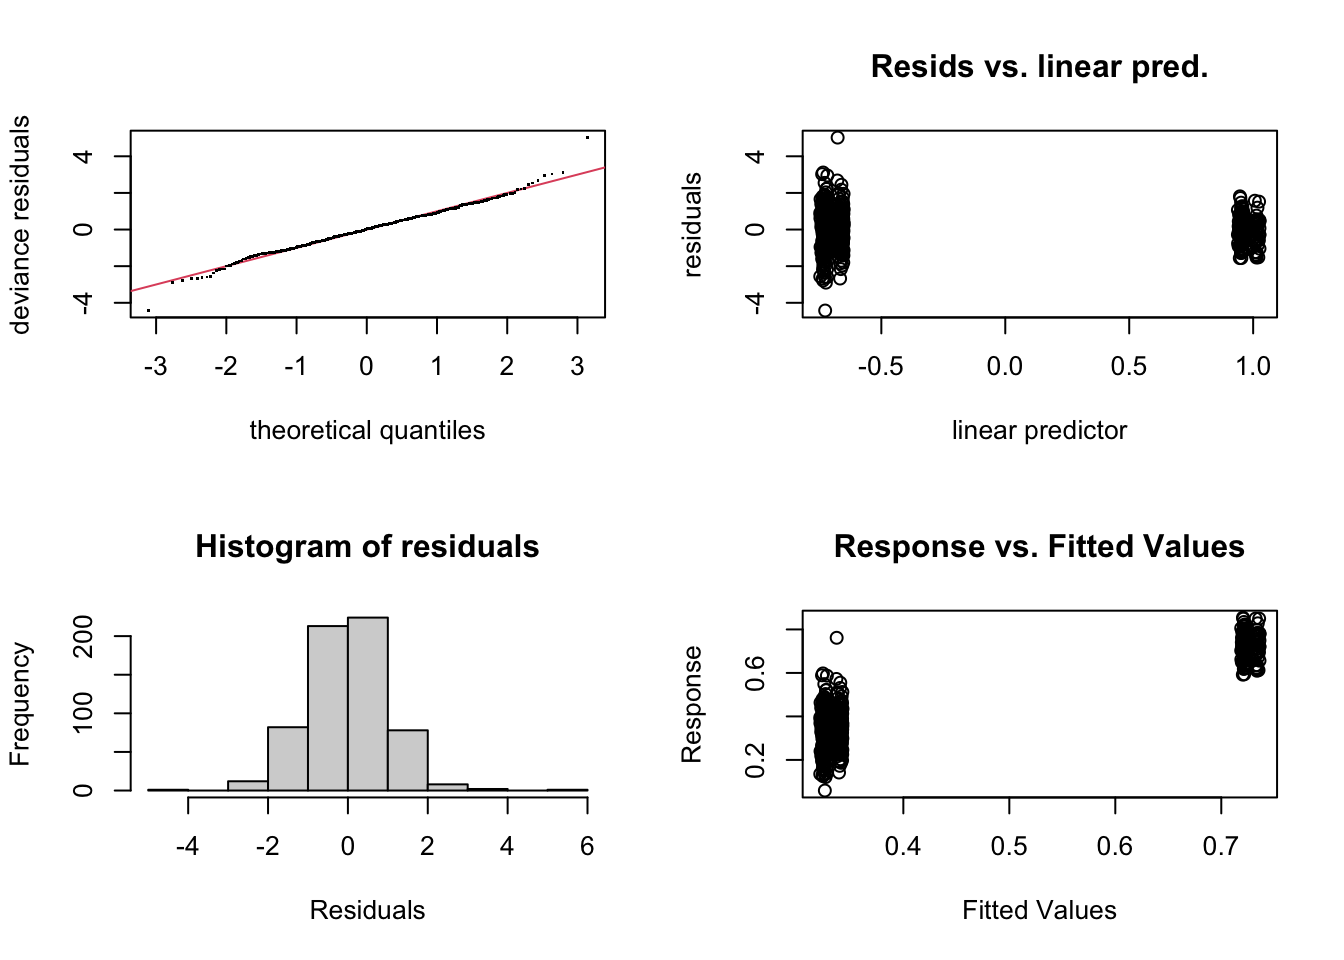 deviance residuals
4
0
-4
-3 -2 -1 0 1 2 3
theoretical quantiles
Resids vs. linear pred.
residuals
4
0
-4
-0.5 0.0 0.5 1.0
linear predictor
Histogram of residuals
Frequency
200
100
0
-4 -2 0 2 4 6
Residuals
Response vs. Fitted Values
Response
0.6
0.2
0.4 0.5 0.6 0.7
Fitted Values